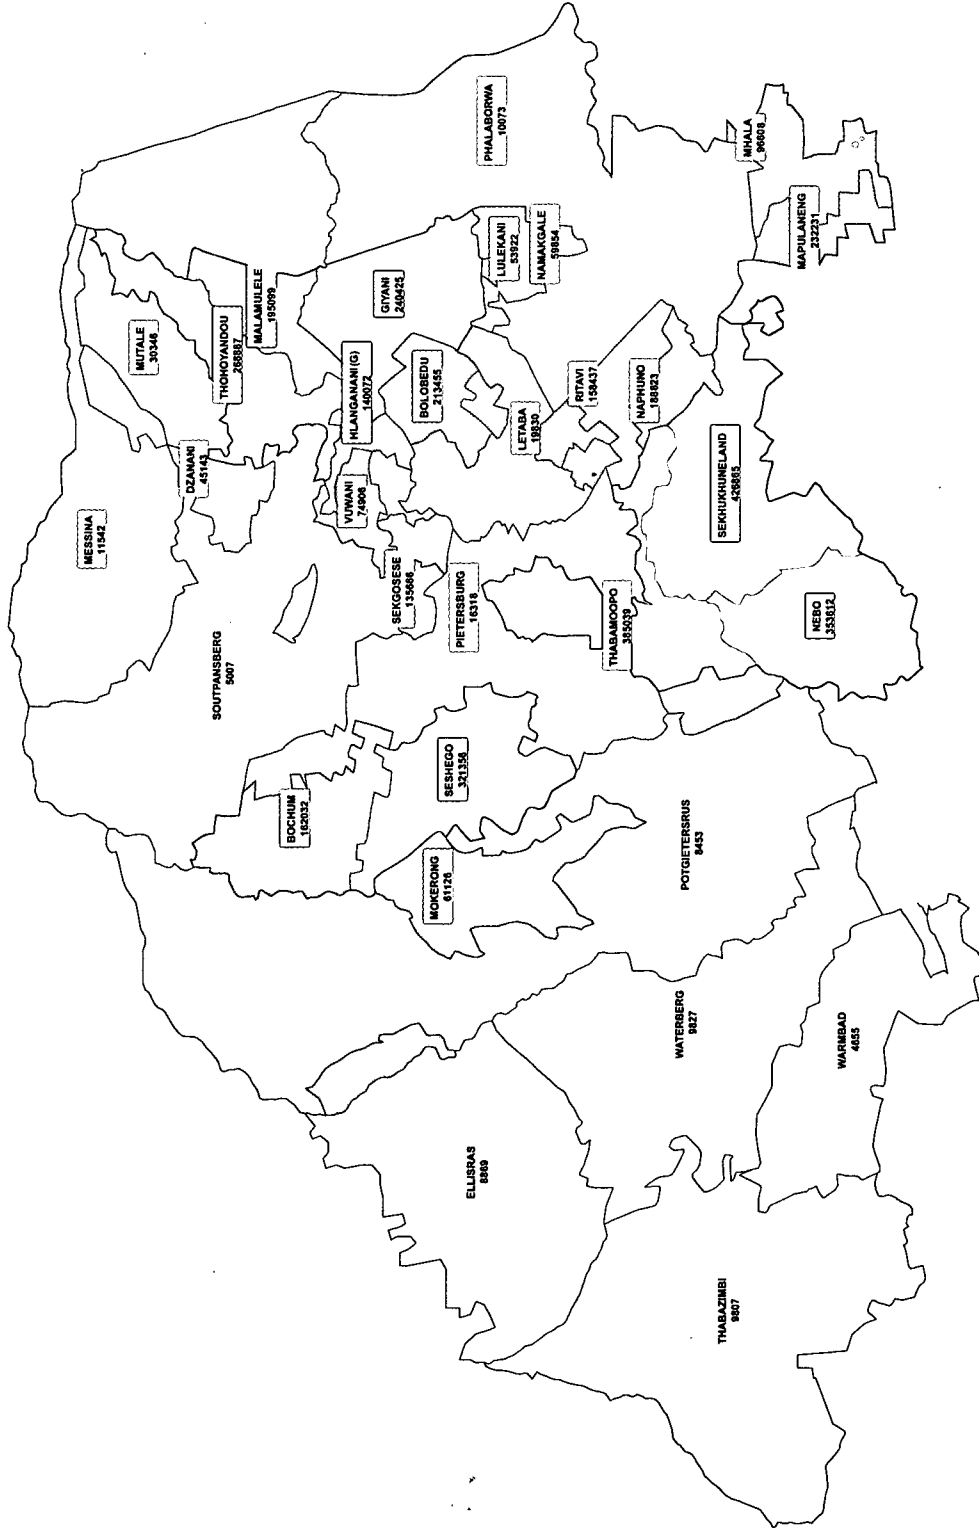 MESSINA
11542
MUTALE
30346
DZANANI
45143
SOUTPANSBERG
5007
THOHOYANDOU
266887
MALAMULELE
195099
BOCHUM
162032
VUWANI
74906
HLANGANANI (G)
140072
GIYANI
240425
SEKGOSESE
135686
BOLOBEDU
213455
MOKERONG
61126
SESHEGO
321356
PIETERSBURG
16318
ELLISRAS
8869
PHALABORWA
10073
LULEKANI
53922
LETABA
19830
NAMAKGALE
59854
RITAVI
158437
THABAMOOPO
385039
NAPHUNO
188623
WATERBERG
9827
POTGIETERSRUS
8453
THABAZIMBI
9807
SEKHUKHUNELAND
426865
MHALA
96608
MAPULANENG
232231
NEBO
353612
WARMBAD
4655